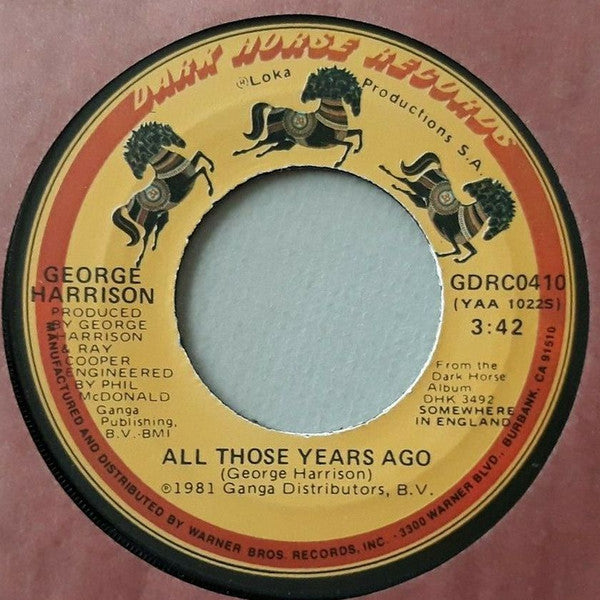 DARK HORSE RECORDS
℗Loka
Productions S.A.
GEORGE
HARRISON
PRODUCED
BY GEORGE
HARRISON
& RAY
COOPER
ENGINEERED
BY PHIL
McDONALD
Ganga
Publishing,
B.V.-BMI
GDRC0410
(YAA 1022S)
3:42
From the
Dark Horse
Album
DHK 3492
SOMEWHERE
IN ENGLAND
ALL THOSE YEARS AGO
(George Harrison)
℗1981 Ganga Distributors, B.V.
MANUFACTURED AND DISTRIBUTED BY WARNER BROS. RECORDS, INC. - 3300 WARNER BLVD., BURBANK, CA 91510